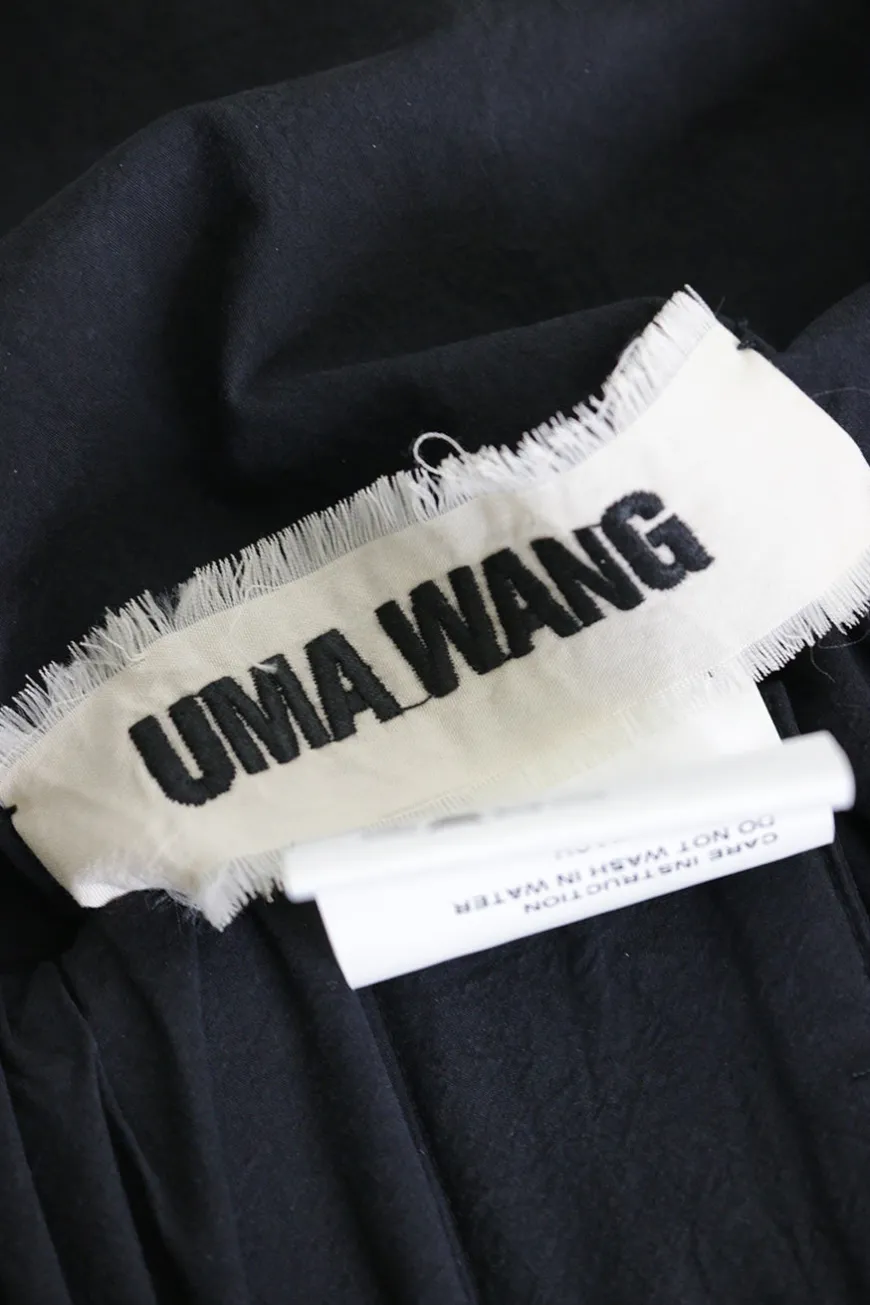 UMA WANG
CARE INSTRUCTION
DO NOT WASH IN WATER